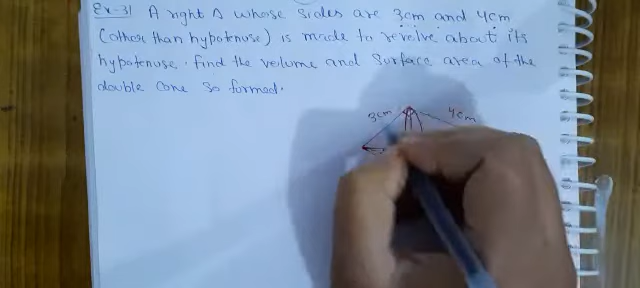 Ex-31 A right Δ whose sides are 3cm and 4cm
(other than hypotenuse) is made to revolve about its
hypotenuse. find the volume and surface area of the
double cone so formed.
3cm 4cm